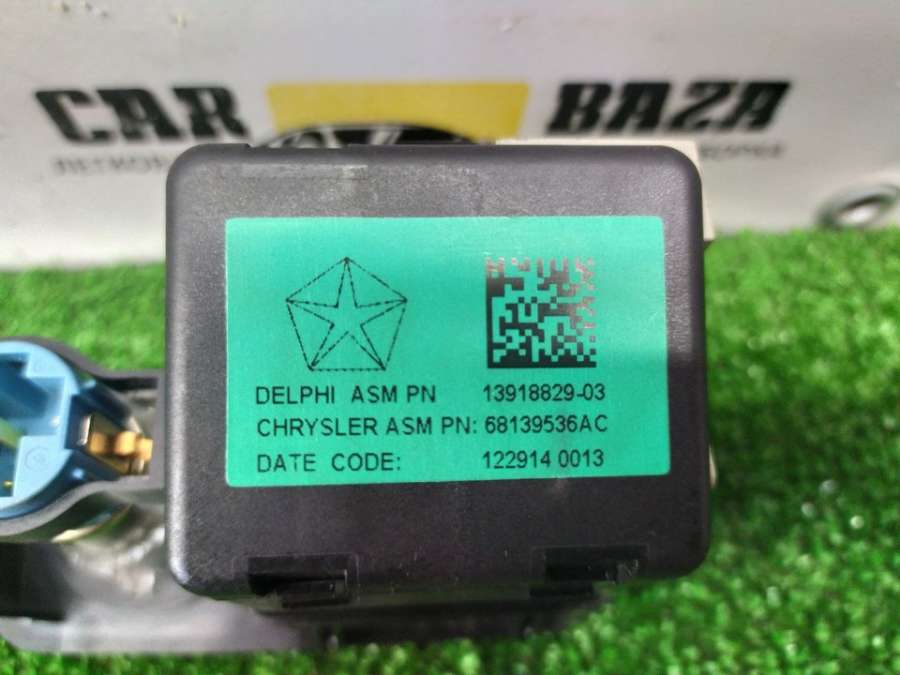 CAR BAZA
DELPHI ASM PN 13918829-03
CHRYSLER ASM PN: 68139536AC
DATE CODE: 122914 0013